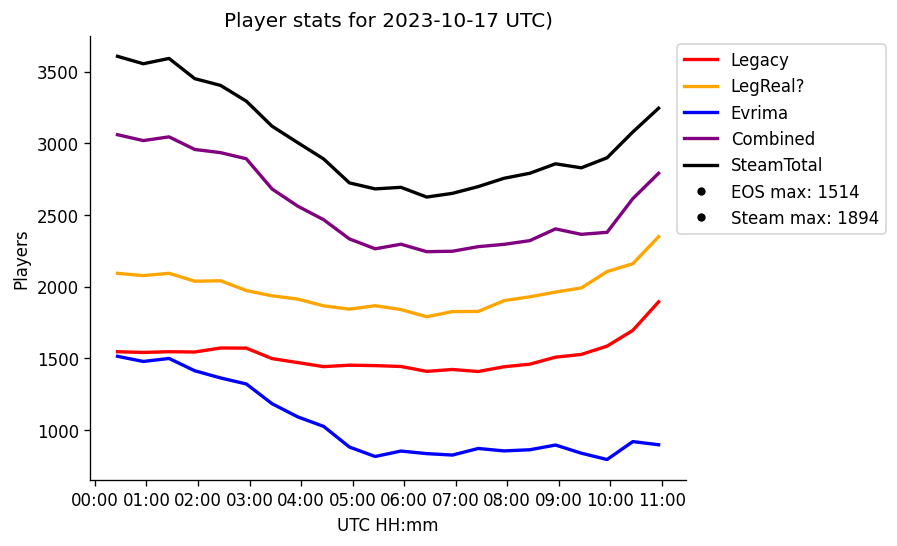 Player stats for 2023-10-17 UTC)
Players
3500
3000
2500
2000
1500
1000
00:00 01:00 02:00 03:00 04:00 05:00 06:00 07:00 08:00 09:00 10:00 11:00
UTC HH:mm
Legacy
LegReal?
Evrima
Combined
SteamTotal
EOS max: 1514
Steam max: 1894